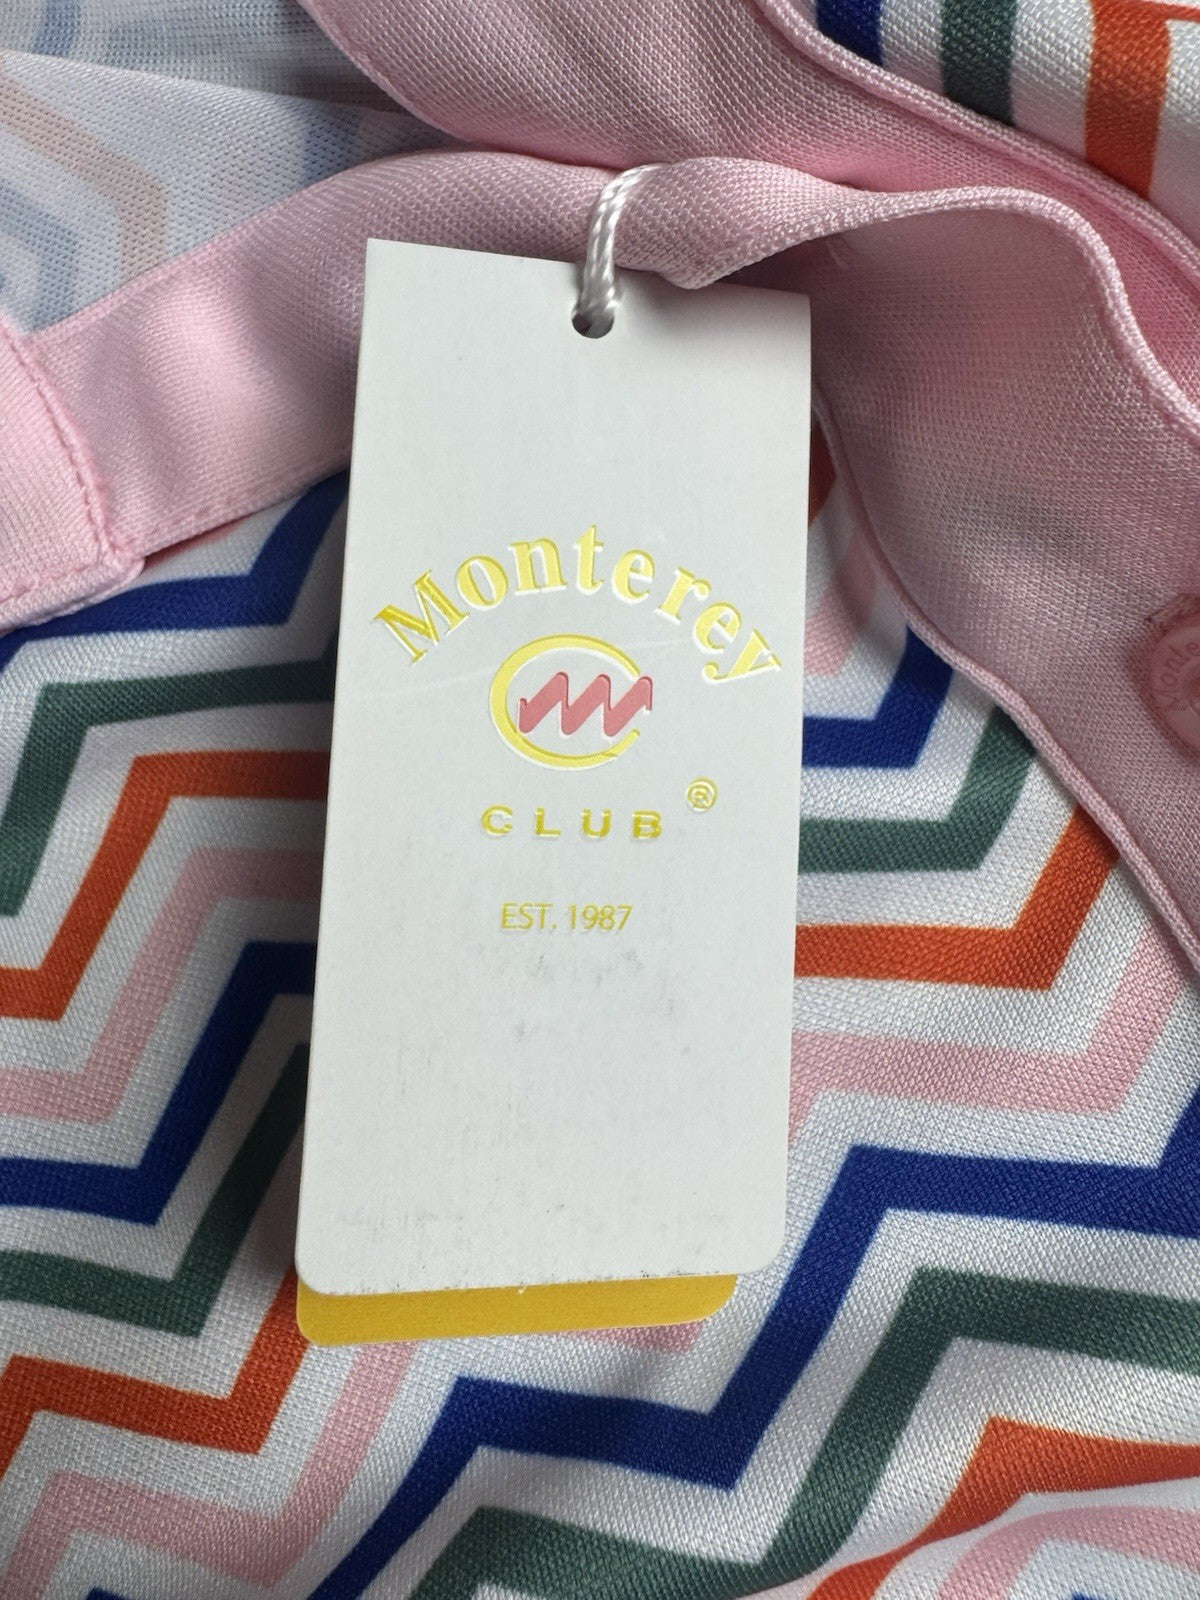 Monterey
CLUB ®
EST. 1987